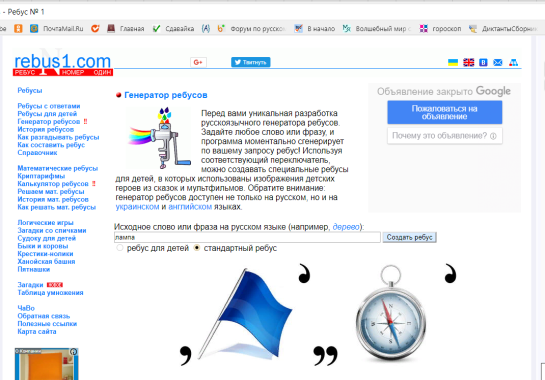 - Ребус № 1
ПочтаMail.Ru
Главная
Сдавайка
(A)
Форум по русско
В начало
Волшебный мир
гороскоп
ДиктантыСборни
rebus1.com
РЕБУС НОМЕР ОДИН
G+
Твитнуть
Ребусы
Ребусы с ответами
Ребусы для детей
Генератор ребусов !!
История ребусов
Как разгадывать ребусы
Как составить ребус
Справочник
Математические ребусы
Криптарифмы
Калькулятор ребусов !!
Решаем мат. ребусы
История мат. ребусов
Как решать мат. ребусы
Логические игры
Загадки со спичками
Судоку для детей
Быки и коровы
Крестики-нолики
Ханойская башня
Пятнашки
Загадки
Таблица умножения
ЧаВо
Обратная связь
Полезные ссылки
Карта сайта
Генератор ребусов
Перед вами уникальная разработка
русскоязычного генератора ребусов.
Задайте любое слово или фразу, и
программа моментально сгенерирует
по вашему запросу ребус! Используя
соответствующий переключатель,
можно создавать специальные ребусы
для детей, в которых использованы изображения детских
героев из сказок и мультфильмов. Обратите внимание:
генератор ребусов доступен не только на русском, но и на
украинском и английском языках.
Исходное слово или фраза на русском языке (например, дерево):
лампа
Создать ребус
ребус для детей
стандартный ребус
,
’
”
’
Объявление закрыто Google
Пожаловаться на
объявление
Почему это объявление?